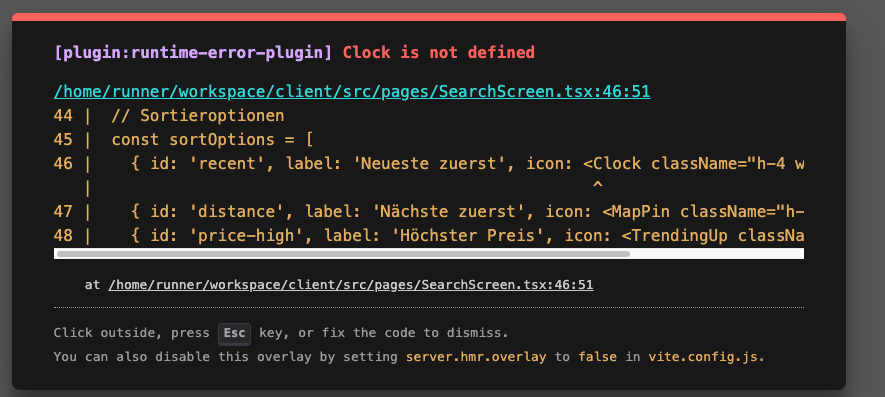 [plugin:runtime-error-plugin] Clock is not defined
/home/runner/workspace/client/src/pages/SearchScreen.tsx:46:51
44 |  // Sortieroptionen
45 |  const sortOptions = [
46 |    { id: 'recent', label: 'Neueste zuerst', icon: <Clock className="h-4 w
   |                                                   ^
47 |    { id: 'distance', label: 'Nächste zuerst', icon: <MapPin className="h-
48 |    { id: 'price-high', label: 'Höchster Preis', icon: <TrendingUp classNa
at /home/runner/workspace/client/src/pages/SearchScreen.tsx:46:51
Click outside, press Esc key, or fix the code to dismiss.
You can also disable this overlay by setting server.hmr.overlay to false in vite.config.js.